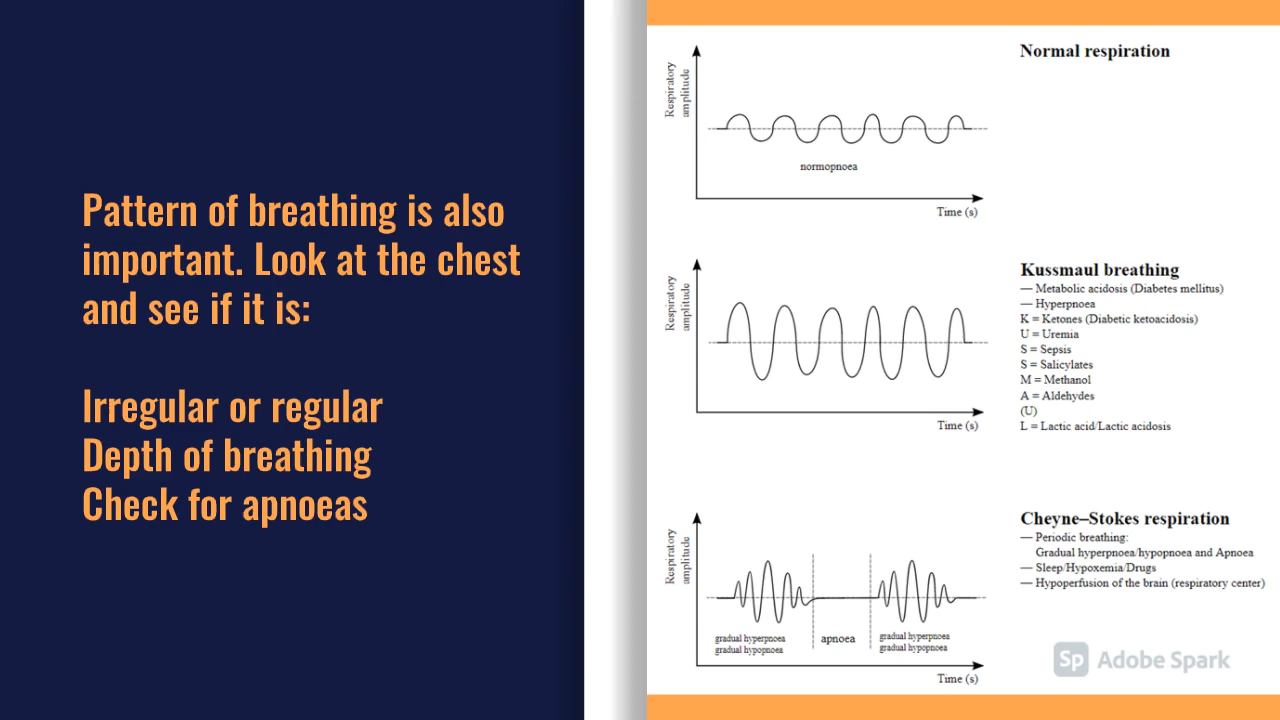 Pattern of breathing is also
important. Look at the chest
and see if it is:
Irregular or regular
Depth of breathing
Check for apnoeas
Normal respiration
Respiratory
amplitude
normopnoea
Time (s)
Kussmaul breathing
— Metabolic acidosis (Diabetes mellitus)
— Hyperpnoea
K = Ketones (Diabetic ketoacidosis)
U = Uremia
S = Sepsis
S = Salicylates
M = Methanol
A = Aldehydes
(U)
L = Lactic acid/Lactic acidosis
Respiratory
amplitude
Time (s)
Cheyne–Stokes respiration
— Periodic breathing:
Gradual hyperpnoea/hypopnoea and Apnoea
— Sleep/Hypoxemia/Drugs
— Hypoperfusion of the brain (respiratory center)
Respiratory
amplitude
gradual hyperpnoea
gradual hypopnoea
apnoea
gradual hyperpnoea
gradual hypopnoea
Time (s)
Sp Adobe Spark